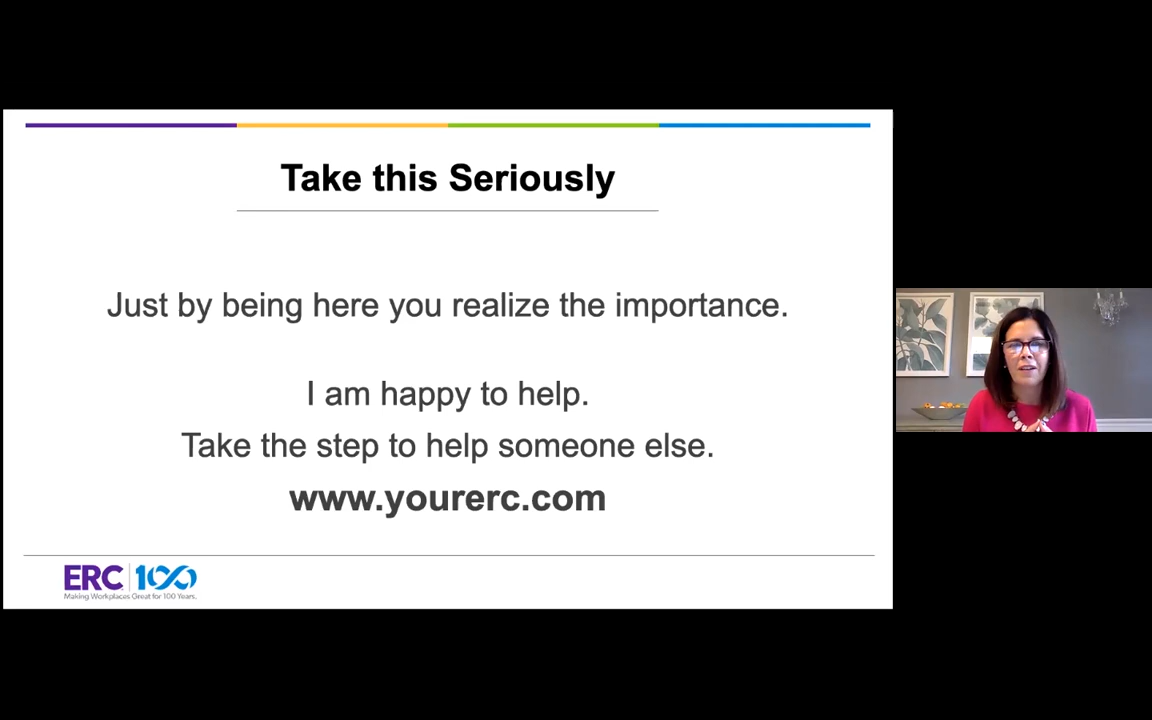 Take this Seriously
Just by being here you realize the importance.
I am happy to help.
Take the step to help someone else.
www.yourerc.com
ERC 100
Making Workplaces Great for 100 Years.